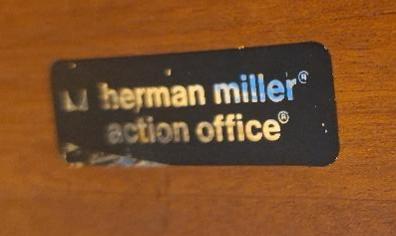 herman miller®
action office®